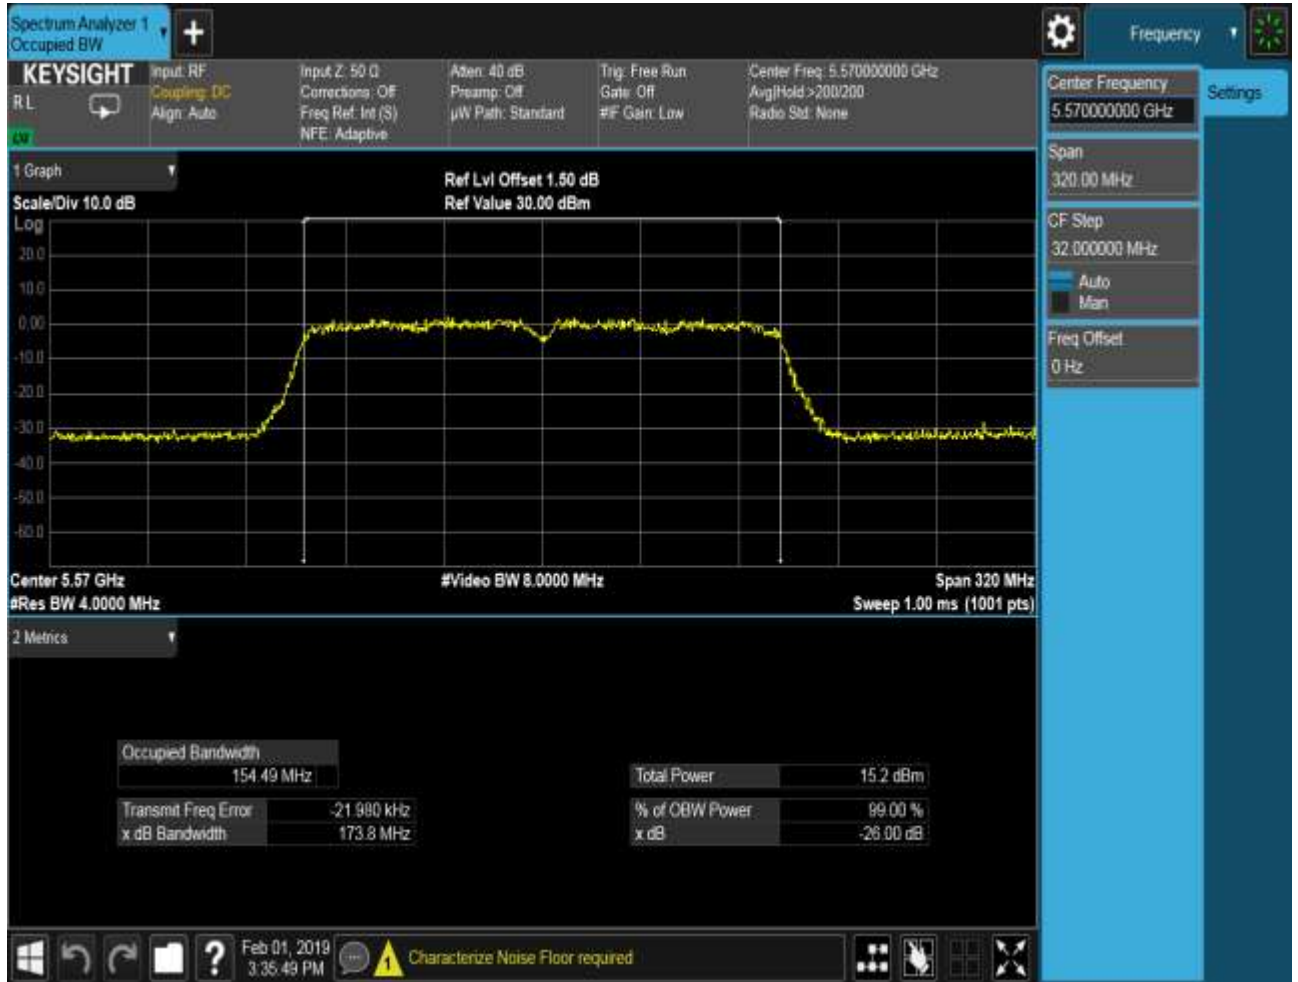 Spectrum Analyzer 1
Occupied BW
Frequency
KEYSIGHT
RL
Input: RF
Coupling: DC
Align: Auto
Input Z: 50 Ω
Corrections: Off
Freq Ref: Int (S)
NFE: Adaptive
Atten: 40 dB
Preamp: Off
µW Path: Standard
Trig: Free Run
Gate: Off
#IF Gain: Low
Center Freq: 5.570000000 GHz
Avg|Hold:>200/200
Radio Std: None
Center Frequency
5.570000000 GHz
Settings
Span
320.00 MHz
CF Step
32.000000 MHz
Auto
Man
Freq Offset
0 Hz
1 Graph
Scale/Div 10.0 dB
Ref Lvl Offset 1.50 dB
Ref Value 30.00 dBm
Log
20.0
10.0
0.00
-10.0
-20.0
-30.0
-40.0
-50.0
-60.0
Center 5.57 GHz
#Video BW 8.0000 MHz
Span 320 MHz
#Res BW 4.0000 MHz
Sweep 1.00 ms (1001 pts)
2 Metrics
Occupied Bandwidth
154.49 MHz
Total Power 15.2 dBm
Transmit Freq Error -21.980 kHz
% of OBW Power 99.00 %
x dB Bandwidth 173.8 MHz
x dB -26.00 dB
Feb 01, 2019
3:35:49 PM
1
Characterize Noise Floor required